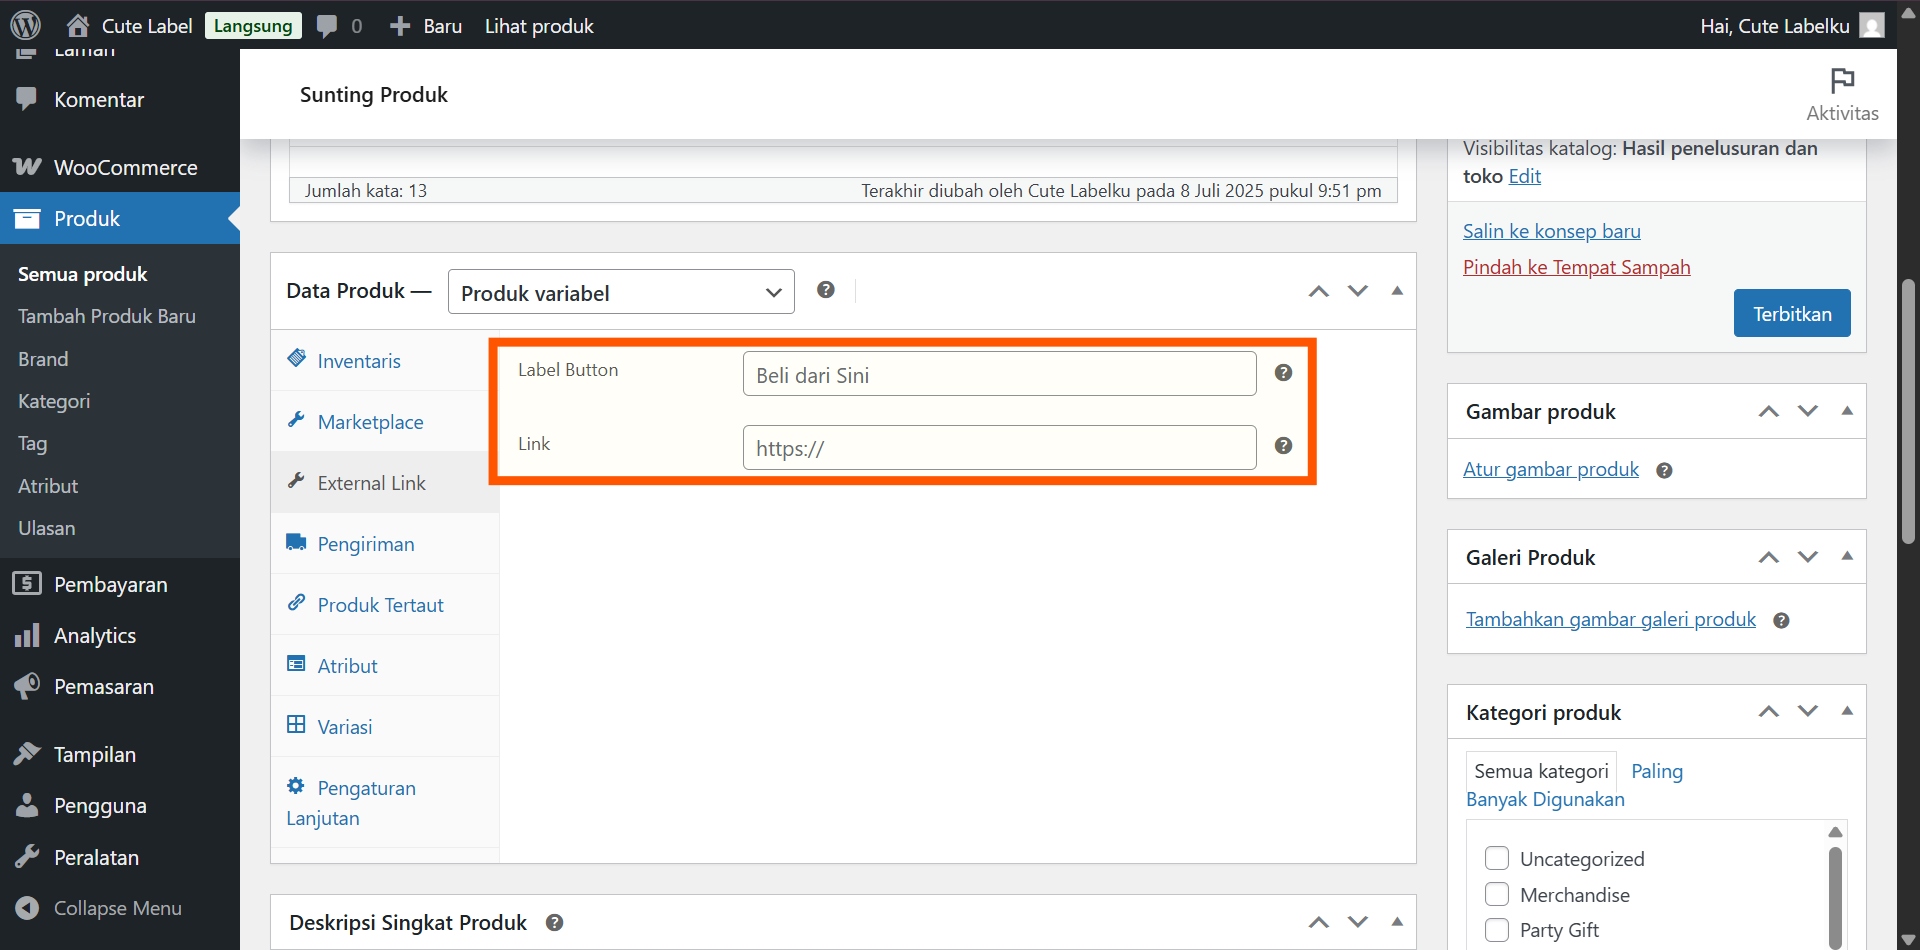 Cute Label
Langsung
0
Baru
Lihat produk
Hai, Cute Labelku
Laman
Komentar
WooCommerce
Produk
Semua produk
Tambah Produk Baru
Brand
Kategori
Tag
Atribut
Ulasan
Pembayaran
Analytics
Pemasaran
Tampilan
Pengguna
Peralatan
Collapse Menu
Sunting Produk
Aktivitas
Jumlah kata: 13
Terakhir diubah oleh Cute Labelku pada 8 Juli 2025 pukul 9:51 pm
Data Produk —
Produk variabel
Inventaris
Marketplace
External Link
Pengiriman
Produk Tertaut
Atribut
Variasi
Pengaturan
Lanjutan
Label Button
Beli dari Sini
Link
https://
Deskripsi Singkat Produk
Visibilitas katalog: Hasil penelusuran dan
toko Edit
Salin ke konsep baru
Pindah ke Tempat Sampah
Terbitkan
Gambar produk
Atur gambar produk
Galeri Produk
Tambahkan gambar galeri produk
Kategori produk
Semua kategori
Paling
Banyak Digunakan
Uncategorized
Merchandise
Party Gift